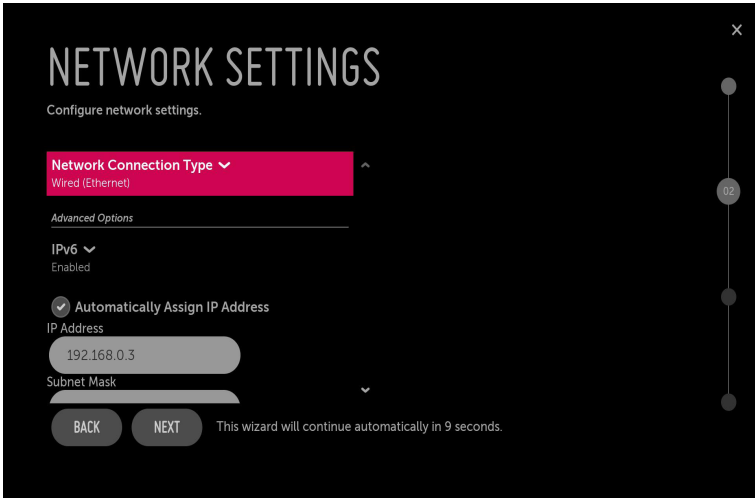 NETWORK SETTINGS
Configure network settings.
Network Connection Type
Wired (Ethernet)
02
Advanced Options
IPv6
Enabled
Automatically Assign IP Address
IP Address
192.168.0.3
Subnet Mask
BACK NEXT This wizard will continue automatically in 9 seconds.